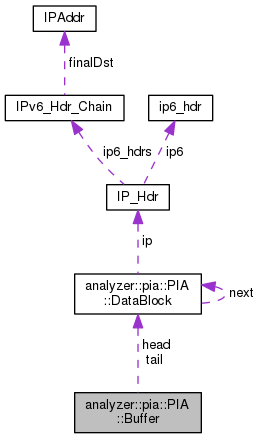 IPAddr
finalDst
IPv6_Hdr_Chain
ip6_hdr
ip6_hdrs
ip6
IP_Hdr
ip
analyzer::pia::PIA
::DataBlock
next
head
tail
analyzer::pia::PIA
::Buffer